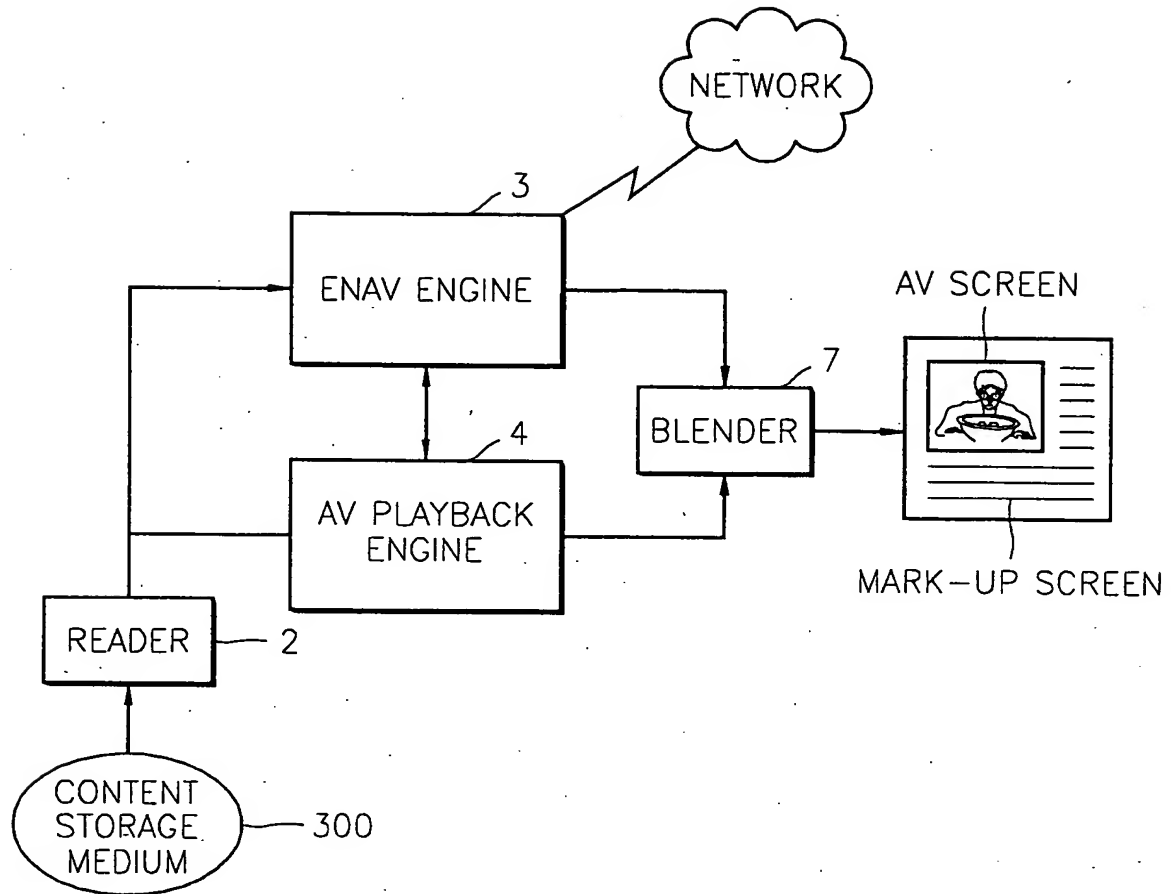 NETWORK
3
ENAV ENGINE
AV SCREEN
7
BLENDER
4
AV PLAYBACK
ENGINE
MARK-UP SCREEN
READER
2
CONTENT
STORAGE
MEDIUM
300